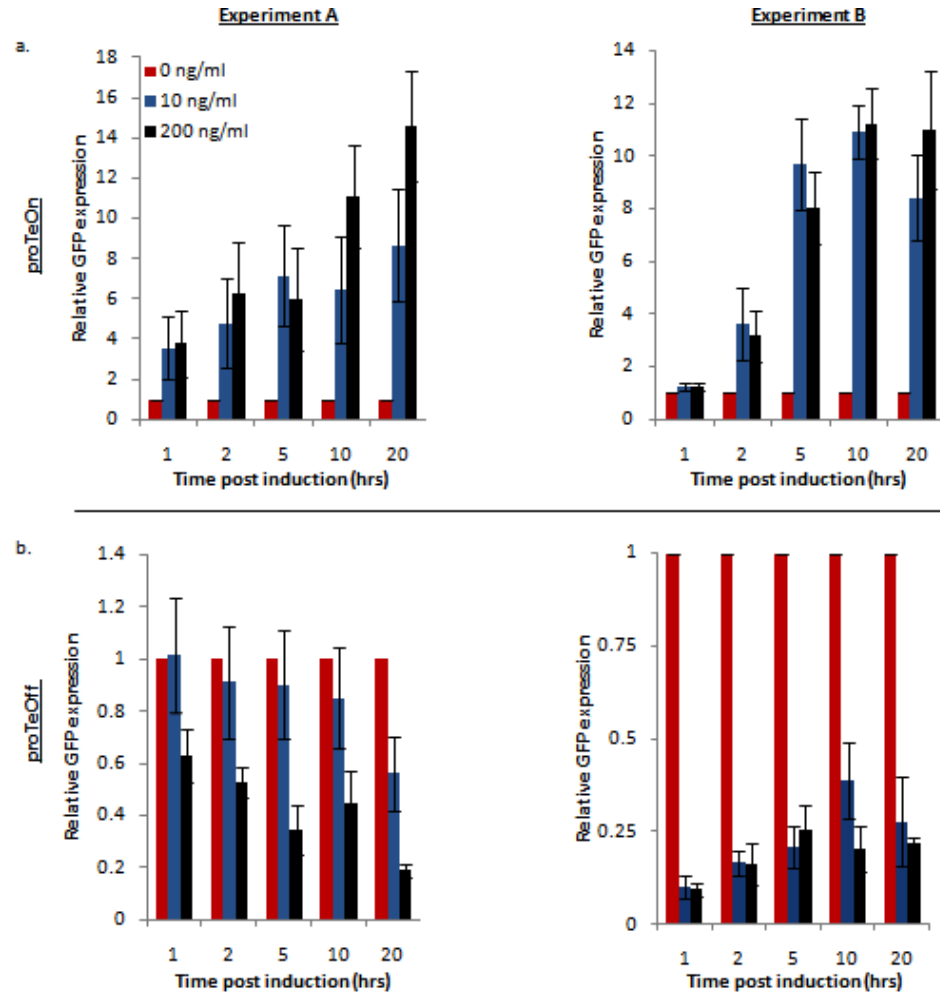 Experiment A
Experiment B
a.
proTeOn
Relative GFP expression
18
16
14
12
10
8
6
4
2
0
0 ng/ml
10 ng/ml
200 ng/ml
1 2 5 10 20
Time post induction (hrs)
Relative GFP expression
14
12
10
8
6
4
2
0
1 2 5 10 20
Time post induction (hrs)
b.
proTeOff
Relative GFP expression
1.4
1.2
1
0.8
0.6
0.4
0.2
0
1 2 5 10 20
Time post induction (hrs)
Relative GFP expression
1
0.75
0.5
0.25
0
1 2 5 10 20
Time post induction (hrs)